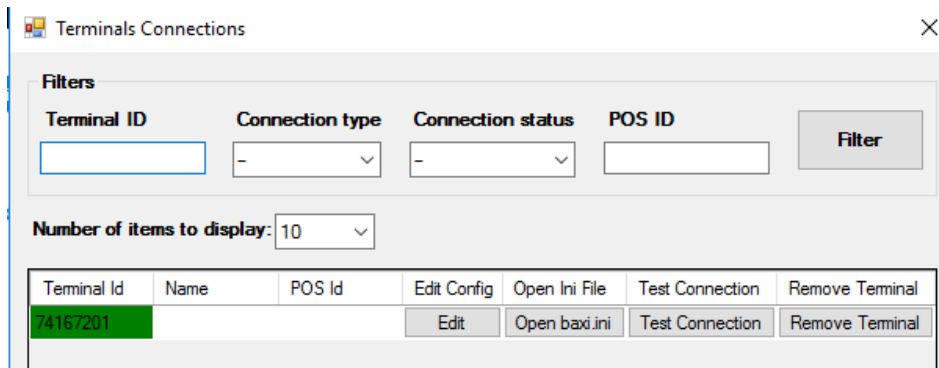 Terminals Connections
Filters
Terminal ID Connection type Connection status POS ID
Filter
- -
Number of items to display: 10
Terminal Id Name POS Id Edit Config Open Ini File Test Connection Remove Terminal
74167201 Edit Open baxi.ini Test Connection Remove Terminal